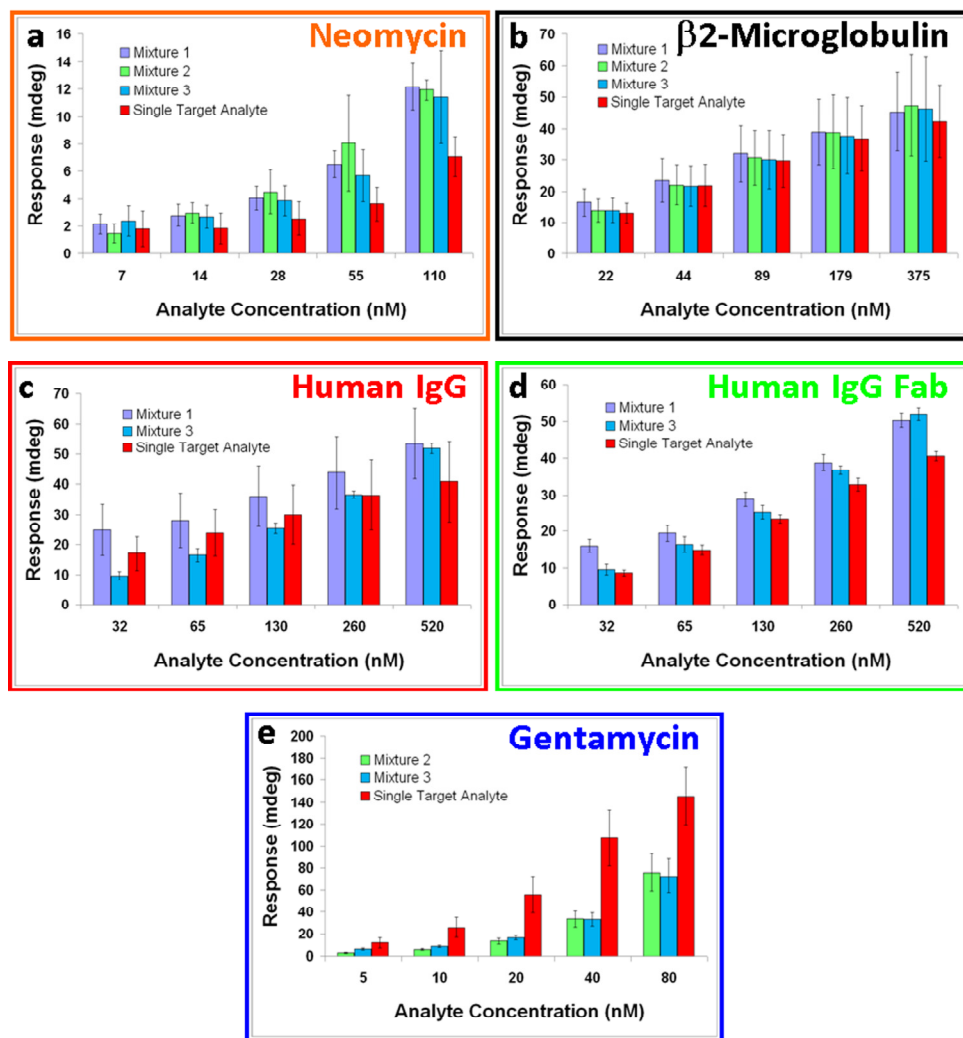 a
Neomycin
16
14
12
10
8
6
4
2
0
Response (mdeg)
Mixture 1
Mixture 2
Mixture 3
Single Target Analyte
7 14 28 55 110
Analyte Concentration (nM)
b
β2-Microglobulin
70
60
50
40
30
20
10
0
Response (mdeg)
Mixture 1
Mixture 2
Mixture 3
Single Target Analyte
22 44 89 179 375
Analyte Concentration (nM)
c
Human IgG
70
60
50
40
30
20
10
0
Response (mdeg)
Mixture 1
Mixture 3
Single Target Analyte
32 65 130 260 520
Analyte Concentration (nM)
d
Human IgG Fab
60
50
40
30
20
10
0
Response (mdeg)
Mixture 1
Mixture 3
Single Target Analyte
32 65 130 260 520
Analyte Concentration (nM)
e
Gentamycin
200
180
160
140
120
100
80
60
40
20
0
Response (mdeg)
Mixture 2
Mixture 3
Single Target Analyte
5 10 20 40 80
Analyte Concentration (nM)